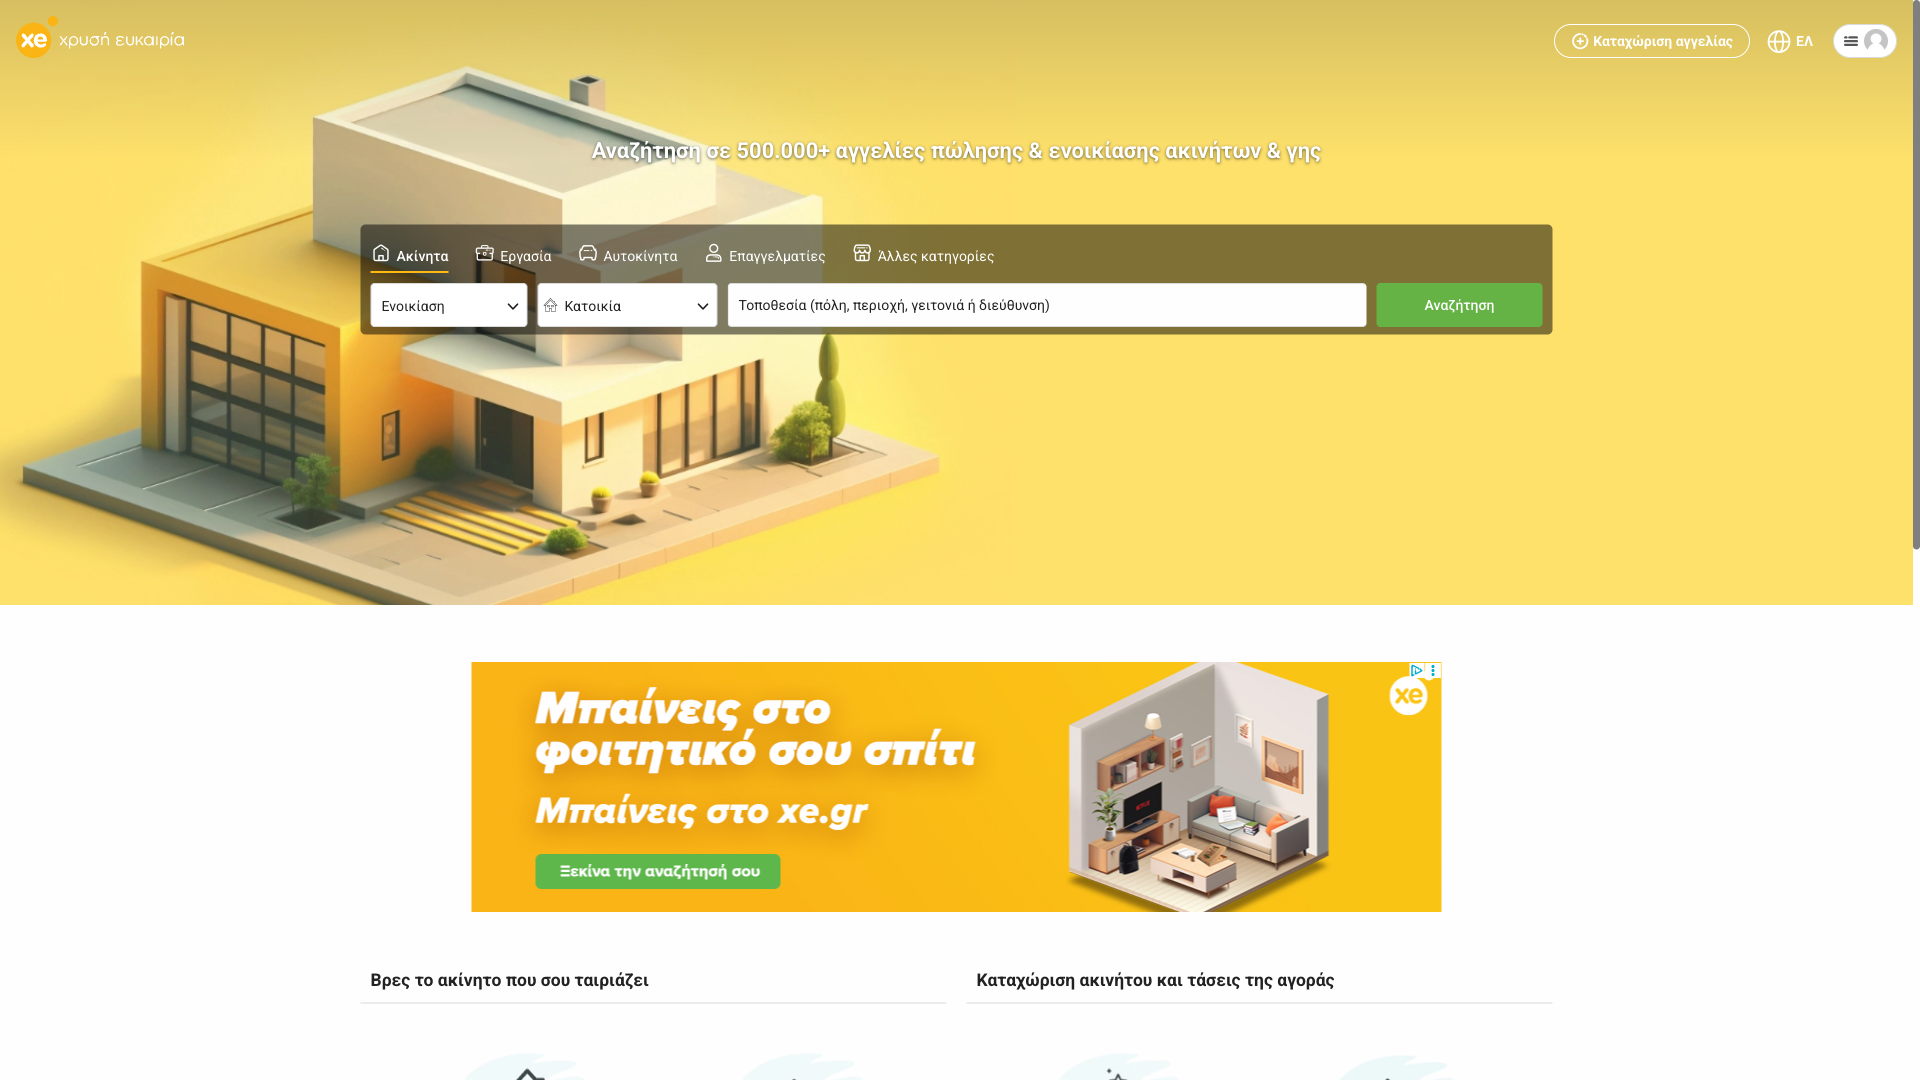 xe χρυσή ευκαιρία
Καταχώριση αγγελίας
ΕΛ
Αναζήτηση σε 500.000+ αγγελίες πώλησης & ενοικίασης ακινήτων & γης
Ακίνητα
Εργασία
Αυτοκίνητα
Επαγγελματίες
Άλλες κατηγορίες
Ενοικίαση
Κατοικία
Τοποθεσία (πόλη, περιοχή, γειτονιά ή διεύθυνση)
Αναζήτηση
Μπαίνεις στο
φοιτητικό σου σπίτι
Μπαίνεις στο xe.gr
Ξεκίνα την αναζήτησή σου
xe
NETFLIX
Βρες το ακίνητο που σου ταιριάζει
Καταχώριση ακινήτου και τάσεις της αγοράς